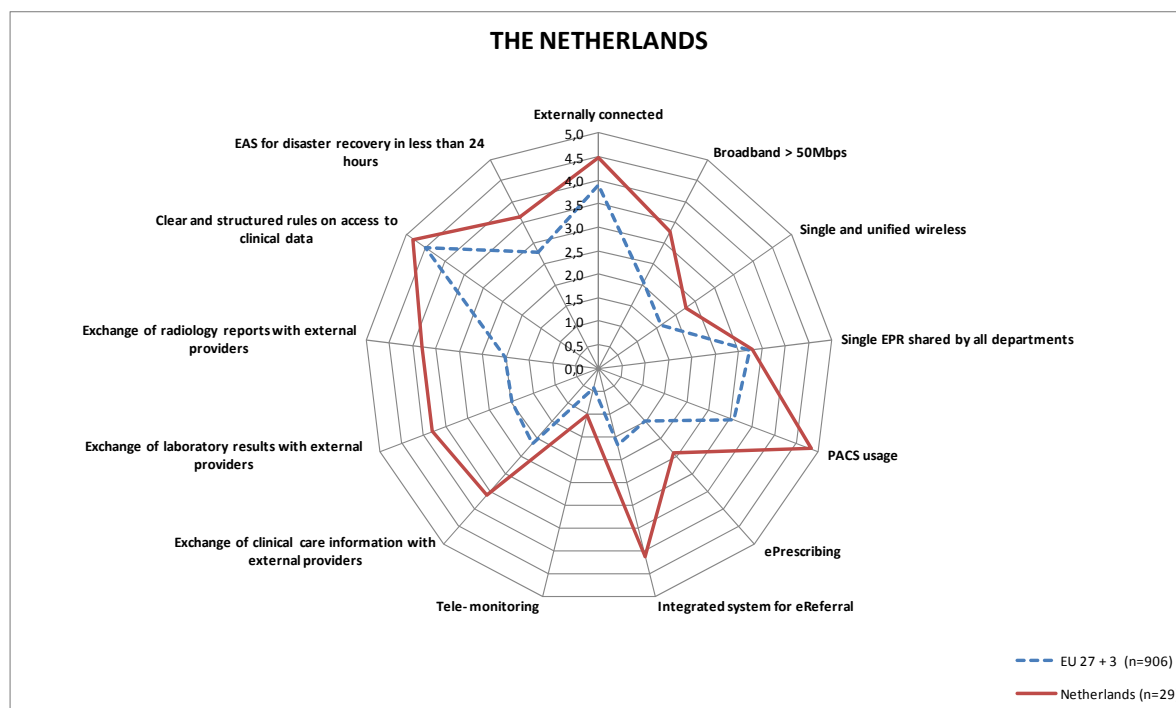 THE NETHERLANDS
Externally connected
Broadband > 50Mbps
Single and unified wireless
Single EPR shared by all departments
PACS usage
ePrescribing
Integrated system for eReferral
Tele- monitoring
Exchange of clinical care information with
external providers
Exchange of laboratory results with external
providers
Exchange of radiology reports with external
providers
Clear and structured rules on access to
clinical data
EAS for disaster recovery in less than 24
hours
5,0
4,5
4,0
3,5
3,0
2,5
2,0
1,5
1,0
0,5
0,0
EU 27 + 3 (n=906)
Netherlands (n=29